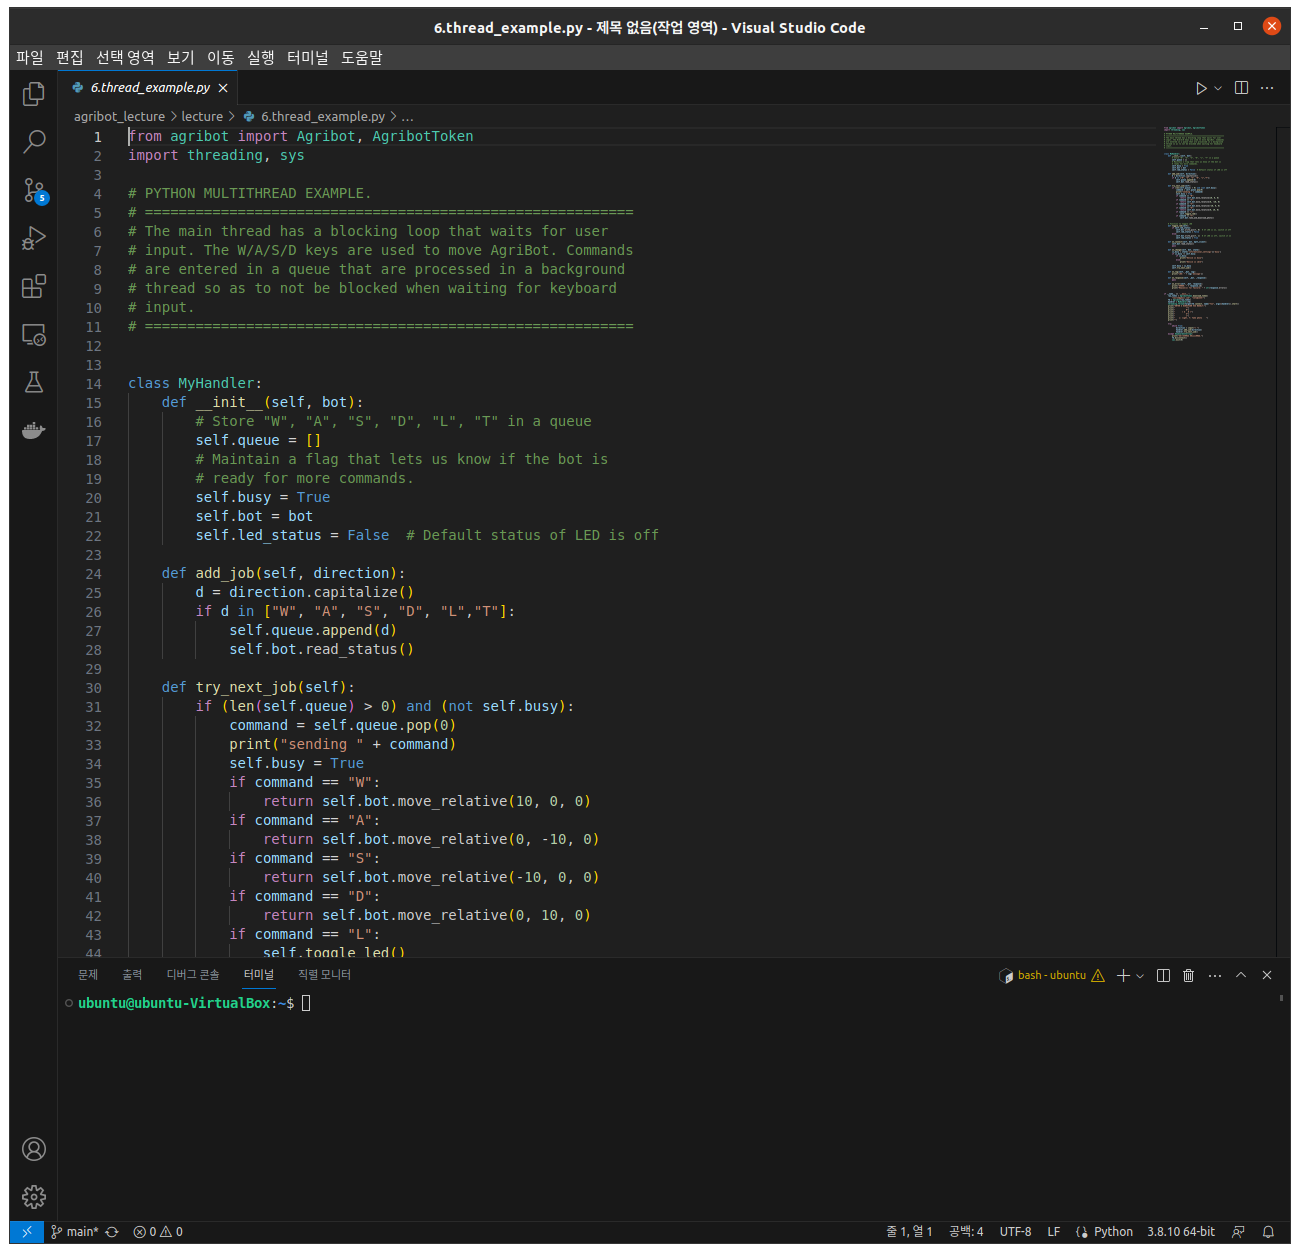 6.thread_example.py - 제목 없음(작업 영역) - Visual Studio Code
파일 편집 선택 영역 보기 이동 실행 터미널 도움말
6.thread_example.py
agribot_lecture > lecture > 6.thread_example.py > ...
1 from agribot import Agribot, AgribotToken
2 import threading, sys
3
4 # PYTHON MULTITHREAD EXAMPLE.
5 # ==========================================================
6 # The main thread has a blocking loop that waits for user
7 # input. The W/A/S/D keys are used to move AgriBot. Commands
8 # are entered in a queue that are processed in a background
9 # thread so as to not be blocked when waiting for keyboard
10 # input.
11 # ==========================================================
12
13
14 class MyHandler:
15     def __init__(self, bot):
16         # Store "W", "A", "S", "D", "L", "T" in a queue
17         self.queue = []
18         # Maintain a flag that lets us know if the bot is
19         # ready for more commands.
20         self.busy = True
21         self.bot = bot
22         self.led_status = False  # Default status of LED is off
23
24     def add_job(self, direction):
25         d = direction.capitalize()
26         if d in ["W", "A", "S", "D", "L","T"]:
27             self.queue.append(d)
28             self.bot.read_status()
29
30     def try_next_job(self):
31         if (len(self.queue) > 0) and (not self.busy):
32             command = self.queue.pop(0)
33             print("sending " + command)
34             self.busy = True
35             if command == "W":
36                 return self.bot.move_relative(10, 0, 0)
37             if command == "A":
38                 return self.bot.move_relative(0, -10, 0)
39             if command == "S":
40                 return self.bot.move_relative(-10, 0, 0)
41             if command == "D":
42                 return self.bot.move_relative(0, 10, 0)
43             if command == "L":
44                 self.toggle_led()
5
문제 출력 디버그 콘솔 터미널 직렬 모니터 bash - ubuntu
ubuntu@ubuntu-VirtualBox:~$
main* 0 0 줄 1, 열 1 공백: 4 UTF-8 LF Python 3.8.10 64-bit